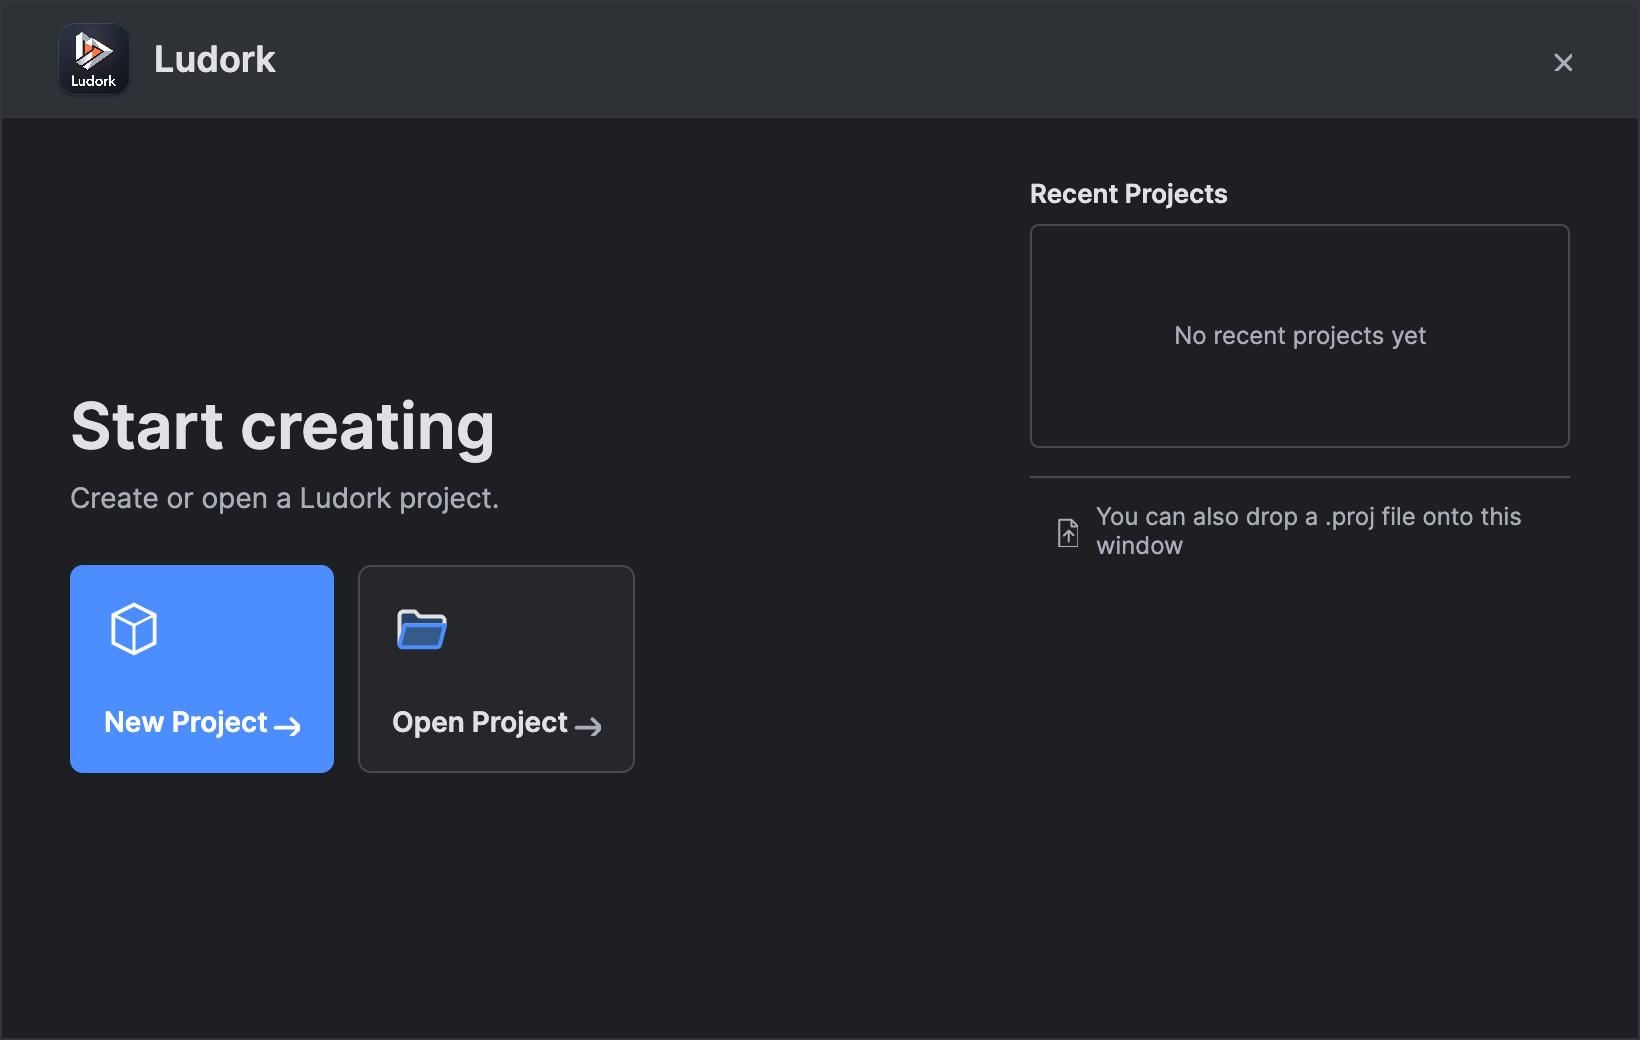 Ludork
Ludork
Start creating
Create or open a Ludork project.
New Project
Open Project
Recent Projects
No recent projects yet
You can also drop a .proj file onto this
window